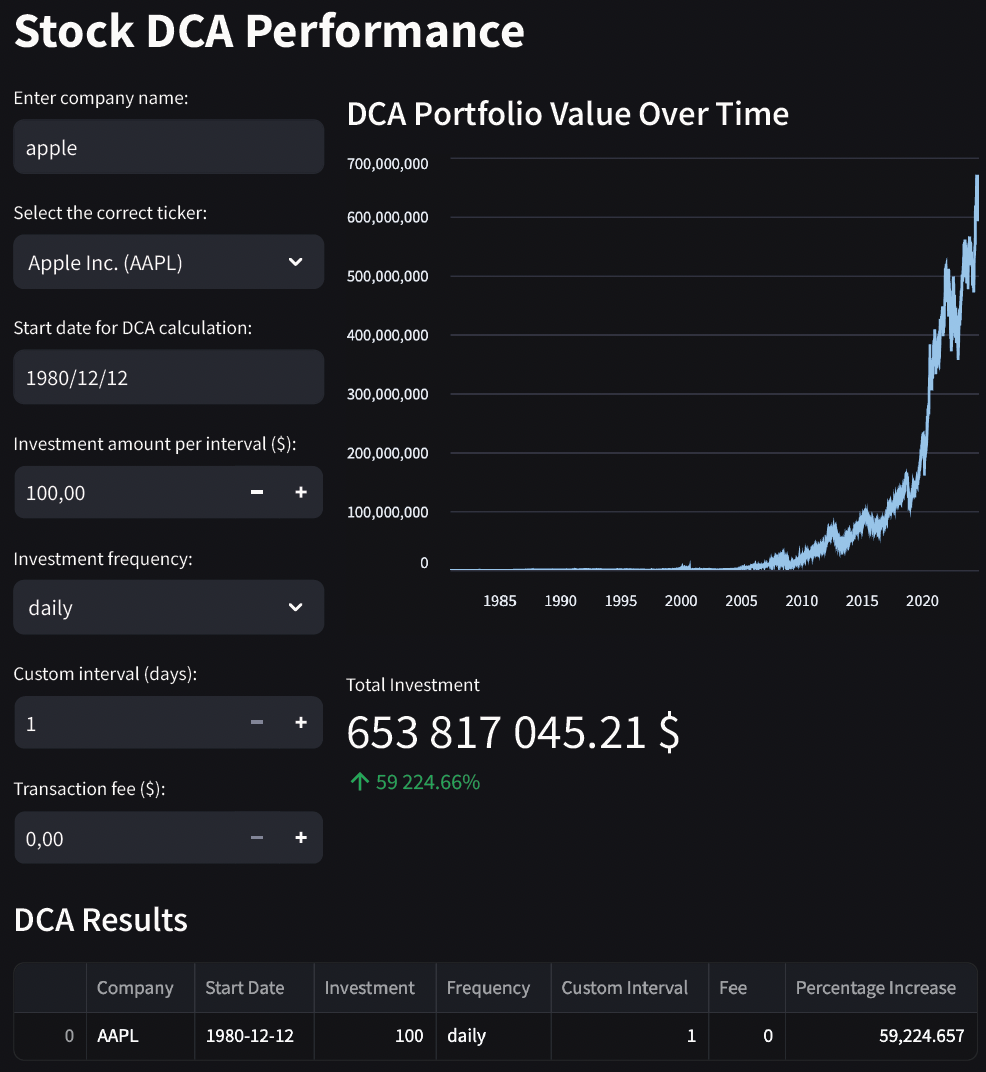 Stock DCA Performance
Enter company name:
apple
Select the correct ticker:
Apple Inc. (AAPL)
Start date for DCA calculation:
1980/12/12
Investment amount per interval ($):
100,00
Investment frequency:
daily
Custom interval (days):
1
Transaction fee ($):
0,00
DCA Portfolio Value Over Time
700,000,000
600,000,000
500,000,000
400,000,000
300,000,000
200,000,000
100,000,000
0
1985 1990 1995 2000 2005 2010 2015 2020
Total Investment
653 817 045.21 $
↑ 59 224.66%
DCA Results
Company Start Date Investment Frequency Custom Interval Fee Percentage Increase
0 AAPL 1980-12-12 100 daily 1 0 59,224.657